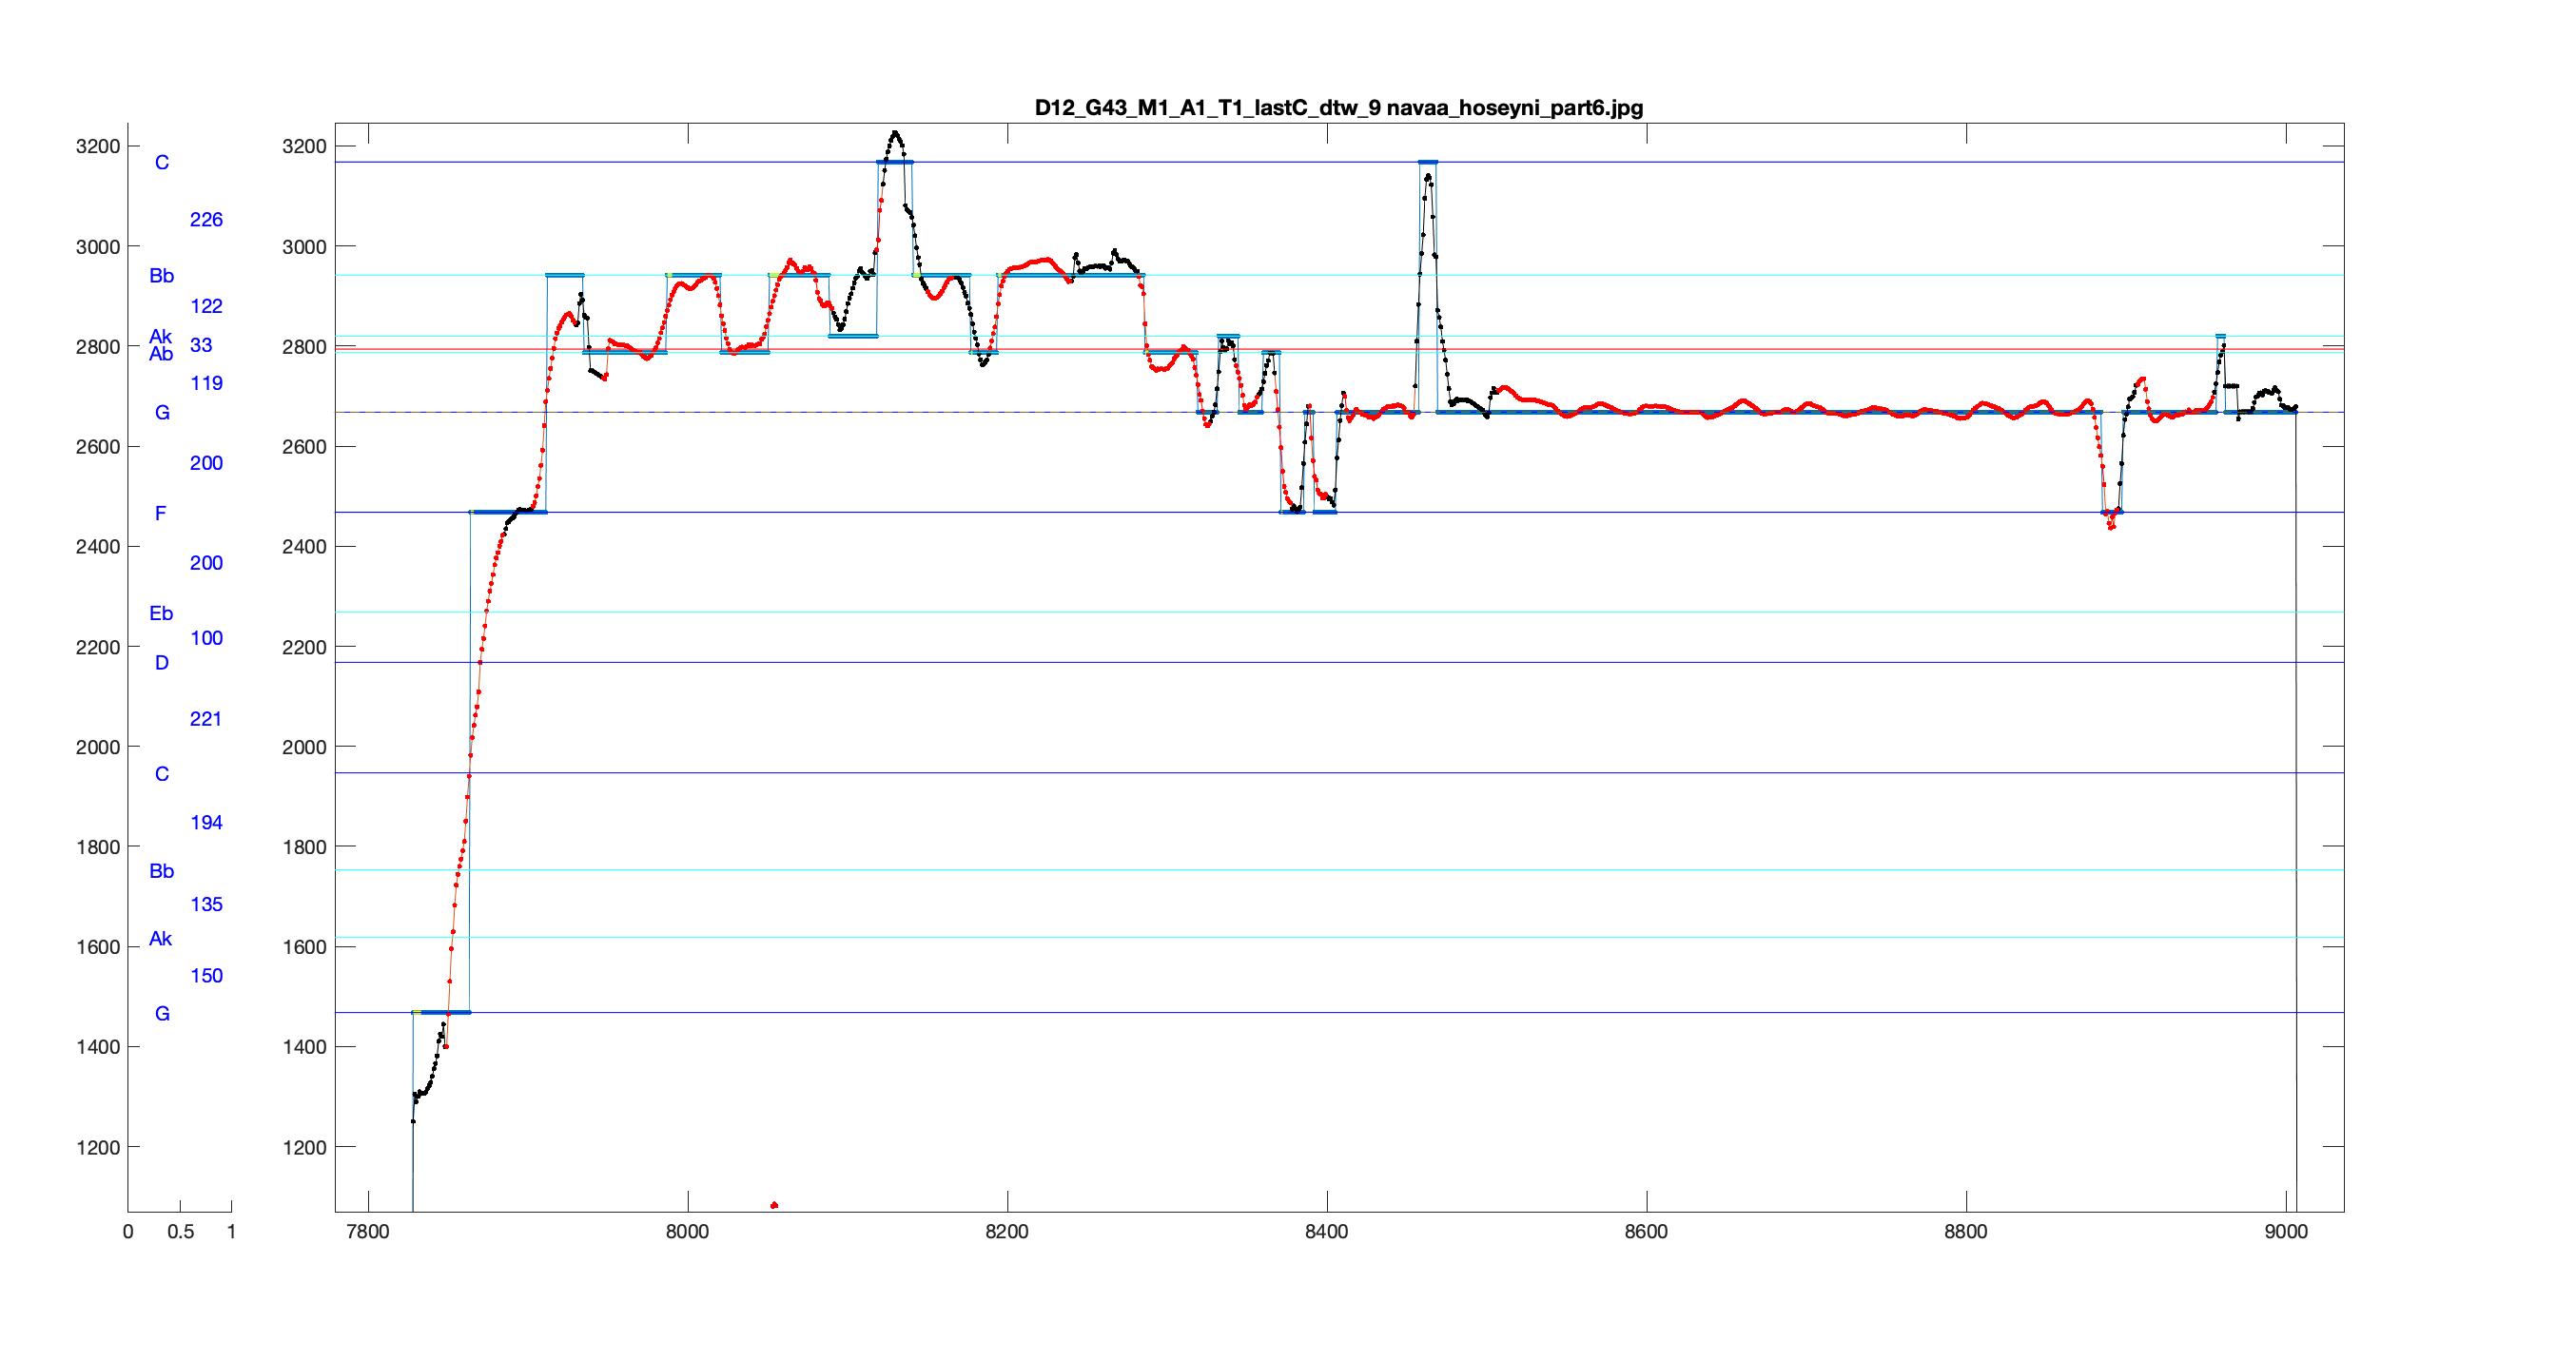 D12_G43_M1_A1_T1_lastC_dtw_9 navaa_hoseyni_part6.jpg
3200 C 3200
226
3000 3000
Bb
122
Ak
2800 33 2800
Ab
119
G
2600 2600
200
F
2400 2400
200
Eb
100
2200 2200
D
221
2000 2000
C
194
1800 1800
Bb
135
1600 Ak 1600
150
G
1400 1400
1200 1200
0 0.5 1 7800 8000 8200 8400 8600 8800 9000